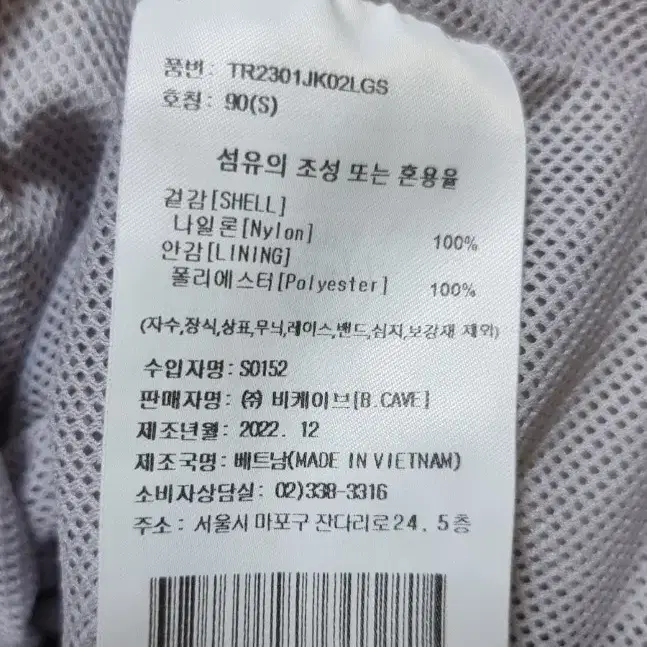 품번: TR2301JK02LGS
호칭: 90(S)
섬유의 조성 또는 혼용율
겉감[SHELL]
나일론[Nylon] 100%
안감[LINING]
폴리에스터[Polyester] 100%
(자수,장식,상표,무늬,레이스,밴드,심지,보강재 제외)
수입자명: S0152
판매자명: ㈜ 비케이브[B.CAVE]
제조년월: 2022. 12
제조국명: 베트남(MADE IN VIETNAM)
소비자상담실: 02)338-3316
주소: 서울시 마포구 잔다리로24. 5층